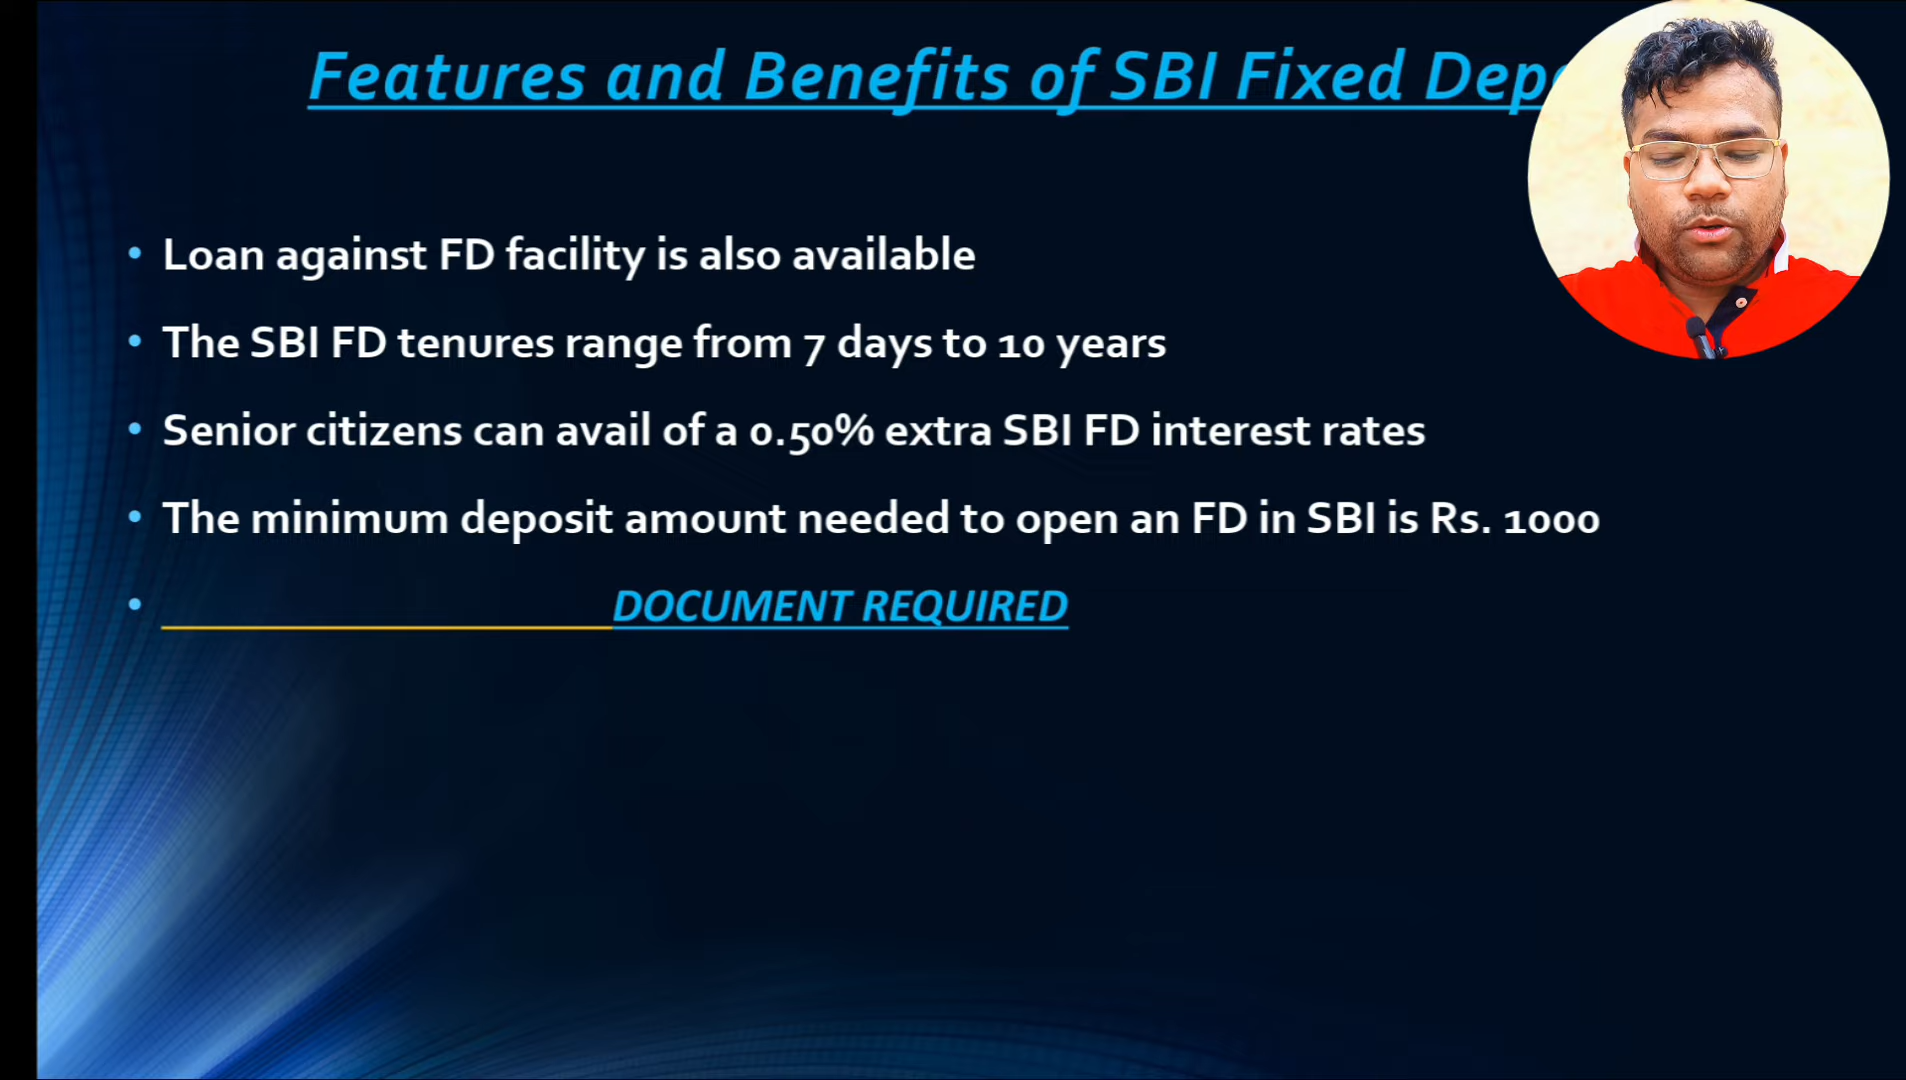 Features and Benefits of SBI Fixed
• Loan against FD facility is also available
• The SBI FD tenures range from 7 days to 10 years
• Senior citizens can avail of a 0.50% extra SBI FD interest rates
• The minimum deposit amount needed to open an FD in SBI is Rs. 1000
• DOCUMENT REQUIRED